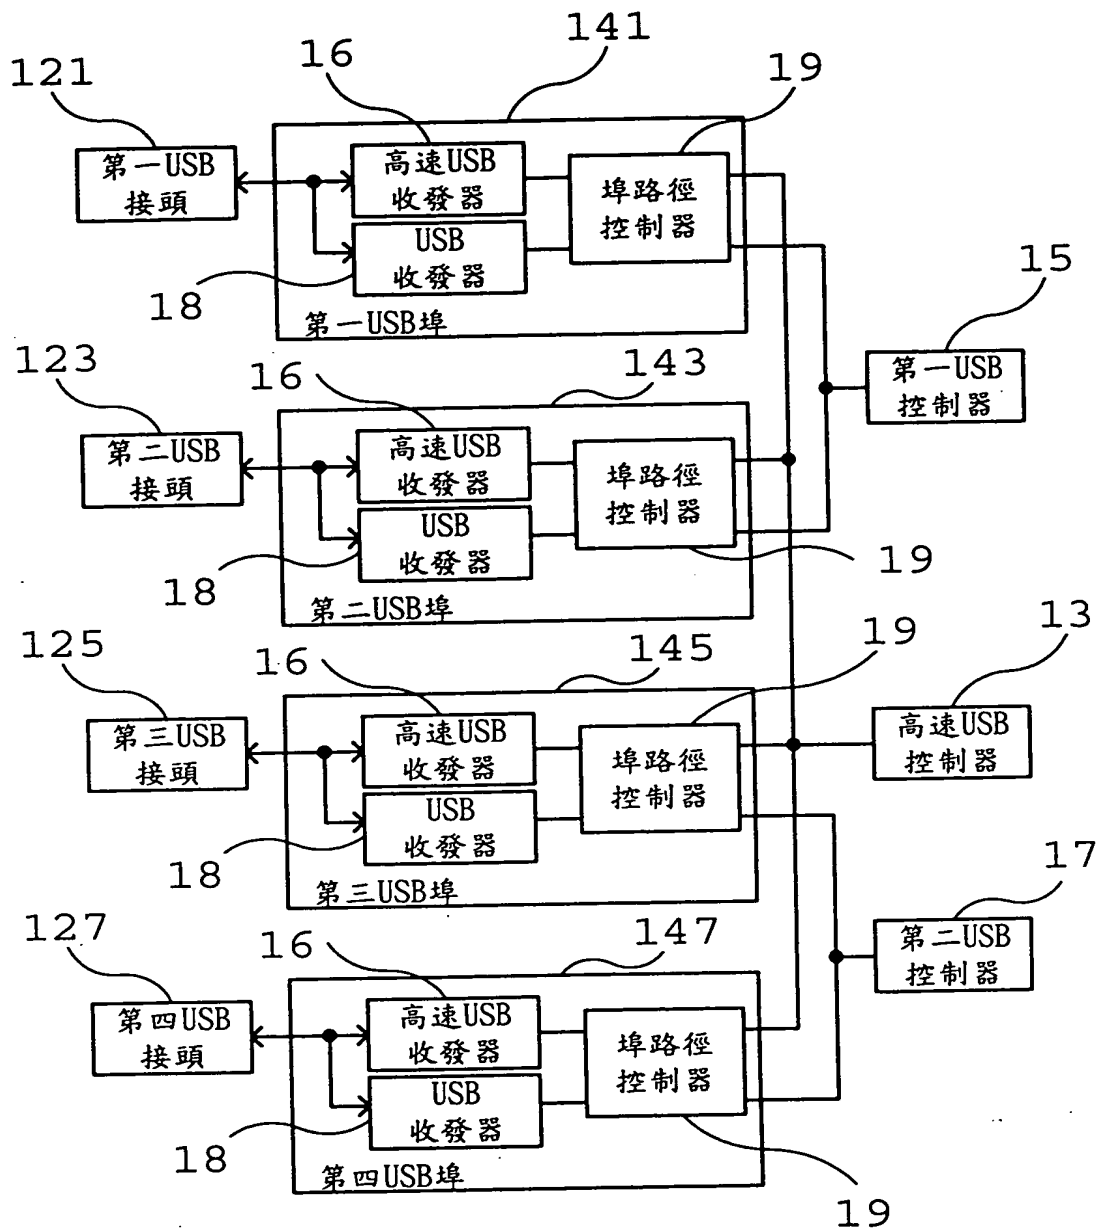 141
16
19
121
第一USB
接頭
高速USB
收發器
埠路徑
控制器
USB
收發器
18
第一USB埠
15
第一USB
控制器
123
16
143
第二USB
接頭
高速USB
收發器
埠路徑
控制器
USB
收發器
18
19
第二USB埠
125
16
145
19
13
第三USB
接頭
高速USB
收發器
埠路徑
控制器
高速USB
控制器
USB
收發器
18
第三USB埠
17
第二USB
控制器
127
16
147
第四USB
接頭
高速USB
收發器
埠路徑
控制器
USB
收發器
18
第四USB埠
19